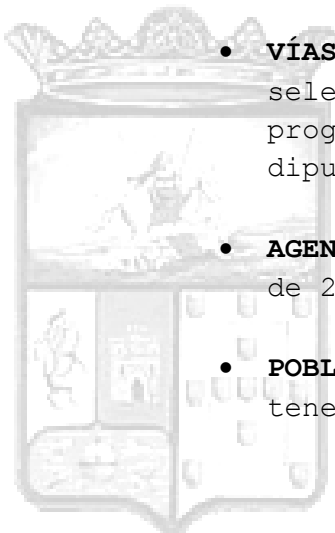 • VÍAS
sele
prog
dipu
• AGEN
de 2
• POBL
tene